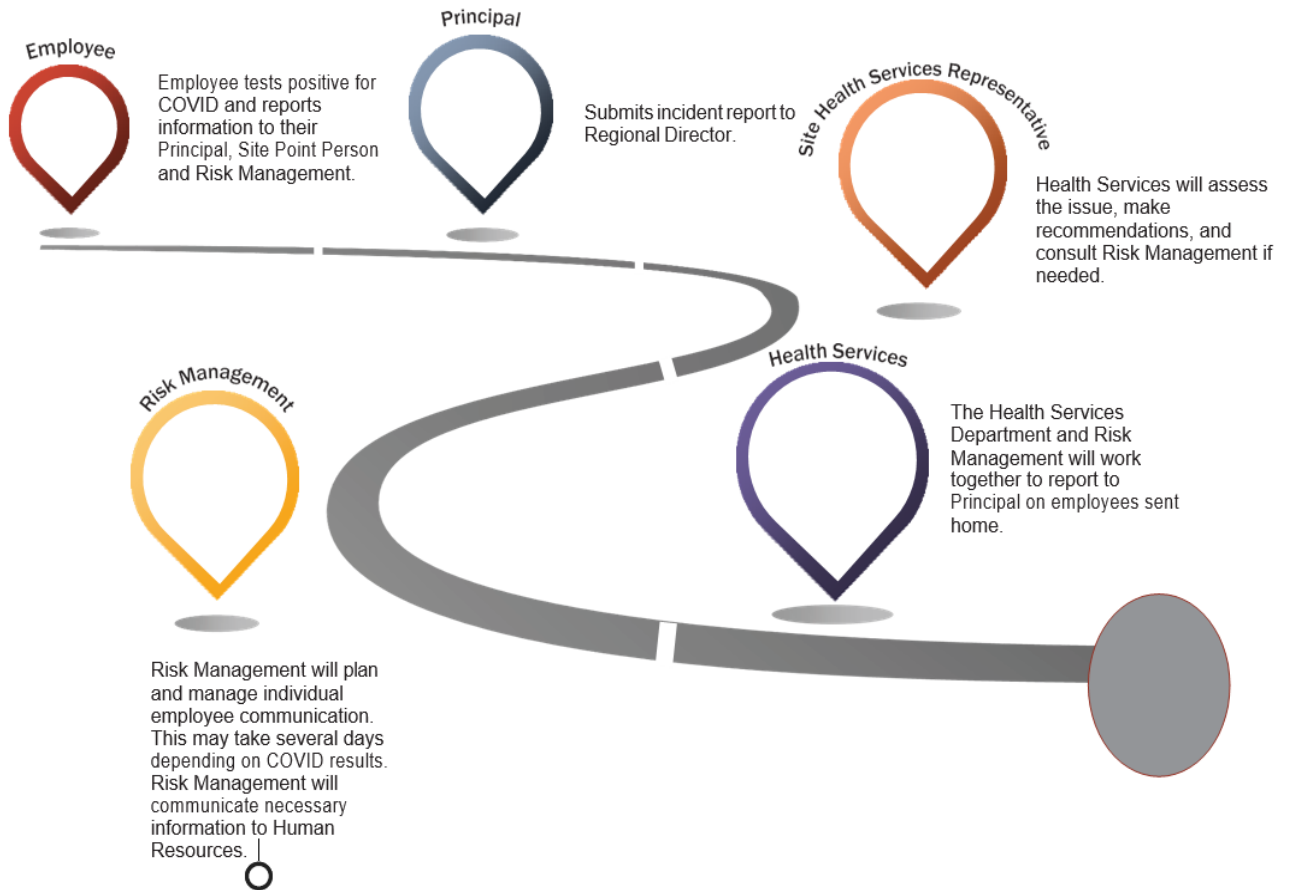 Employee
Employee tests positive for
COVID and reports
information to their
Principal, Site Point Person
and Risk Management.
Principal
Submits incident report to
Regional Director.
Site Health Services Representative
Health Services will assess
the issue, make
recommendations, and
consult Risk Management if
needed.
Risk Management
Risk Management will plan
and manage individual
employee communication.
This may take several days
depending on COVID results.
Risk Management will
communicate necessary
information to Human
Resources.
Health Services
The Health Services
Department and Risk
Management will work
together to report to
Principal on employees sent
home.